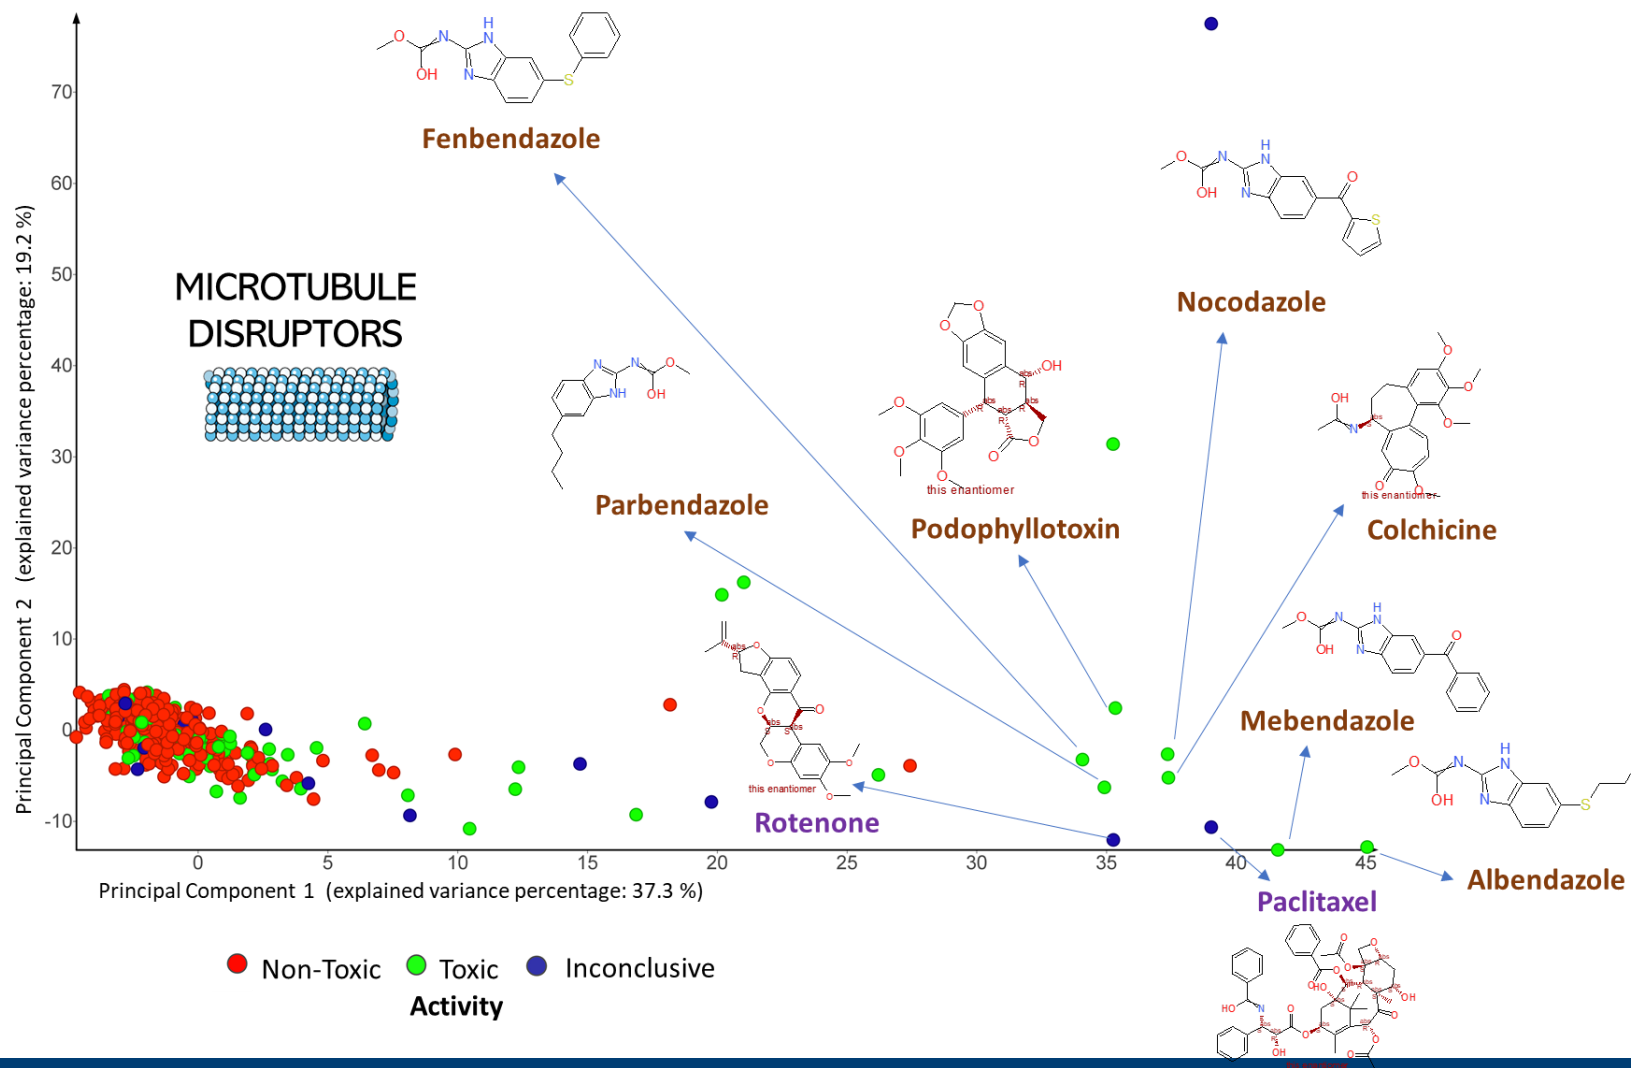 Fenbendazole
Nocodazole
MICROTUBULE
DISRUPTORS
Parbendazole
Podophyllotoxin
this enantiomer
Colchicine
this enantiomer
Mebendazole
Rotenone
this enantiomer
Albendazole
Paclitaxel
Principal Component 2 (explained variance percentage: 19.2 %)
70
60
50
40
30
20
10
0
-10
0 5 10 15 20 25 30 35 40 45
Principal Component 1 (explained variance percentage: 37.3 %)
Non-Toxic Toxic Inconclusive
Activity